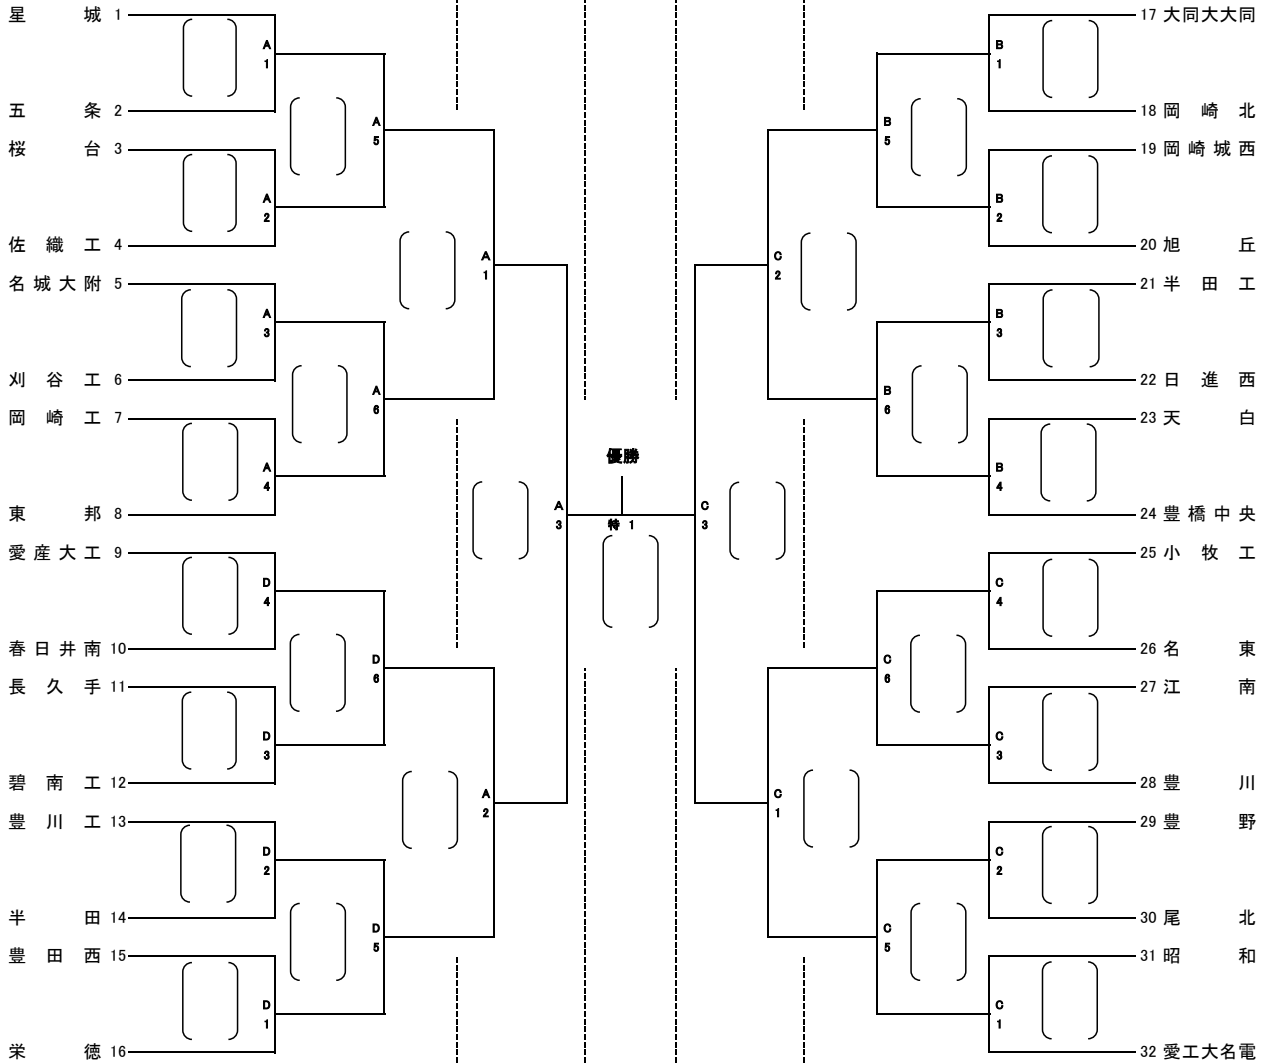 星城 1
A 1
五条 2
A 5
桜台 3
A 2
佐織工 4
A 1
名城大附 5
A 3
刈谷工 6
A 6
岡崎工 7
A 4
東邦 8
A 3
愛産大工 9
D 4
春日井南 10
D 6
長久手 11
D 3
碧南工 12
A 2
豊川工 13
D 2
半田 14
D 5
豊田西 15
D 1
栄徳 16
優勝
特 1
17 大同大大同
B 1
18 岡崎北
B 5
19 岡崎城西
B 2
20 旭丘
C 2
21 半田工
B 3
22 日進西
B 6
23 天白
B 4
24 豊橋中央
C 3
25 小牧工
C 4
26 名東
C 6
27 江南
C 3
28 豊川
C 1
29 豊野
C 2
30 尾北
C 5
31 昭和
C 1
32 愛工大名電